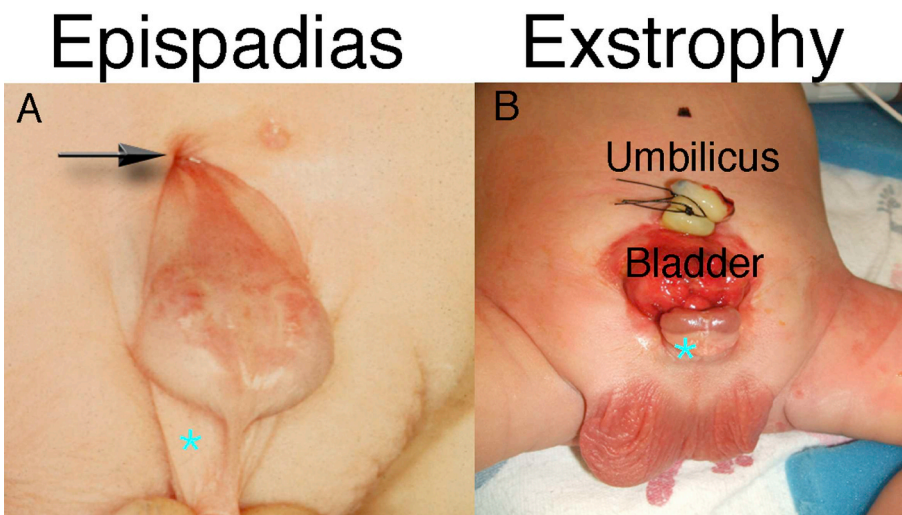 Epispadias
Exstrophy
A
B
Umbilicus
Bladder
*
*